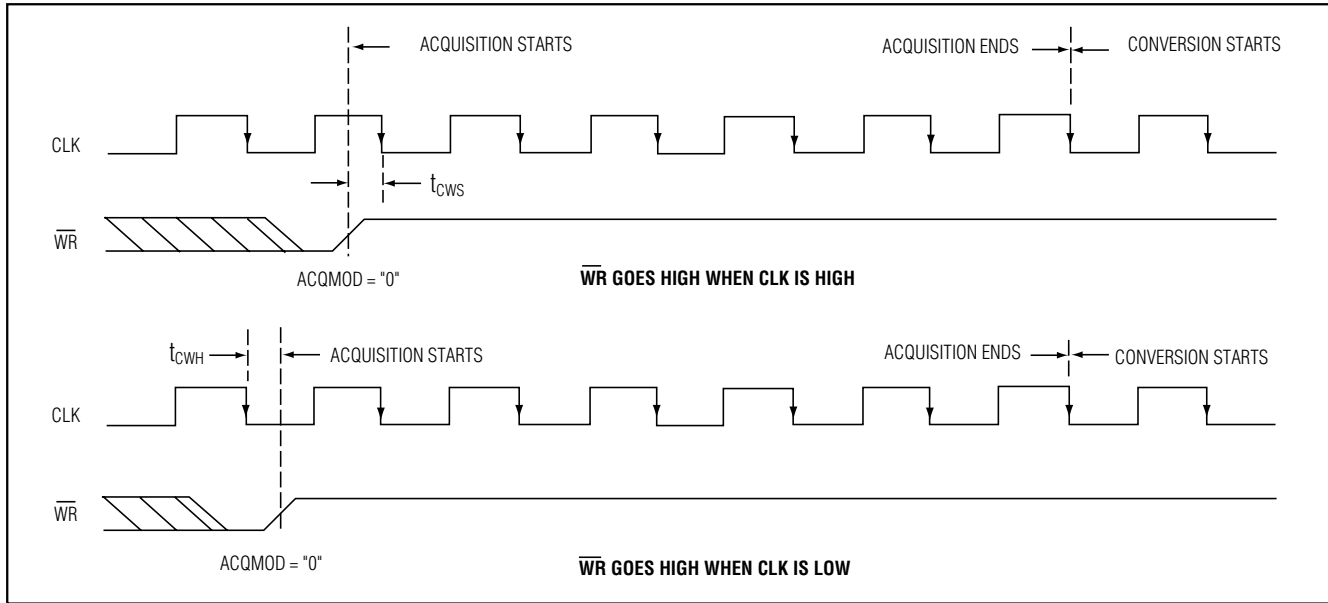 ACQUISITION STARTS
ACQUISITION ENDS
CONVERSION STARTS
CLK
tCWS
WR
ACQMOD = "0"
WR GOES HIGH WHEN CLK IS HIGH
tCWH
ACQUISITION STARTS
ACQUISITION ENDS
CONVERSION STARTS
CLK
WR
ACQMOD = "0"
WR GOES HIGH WHEN CLK IS LOW